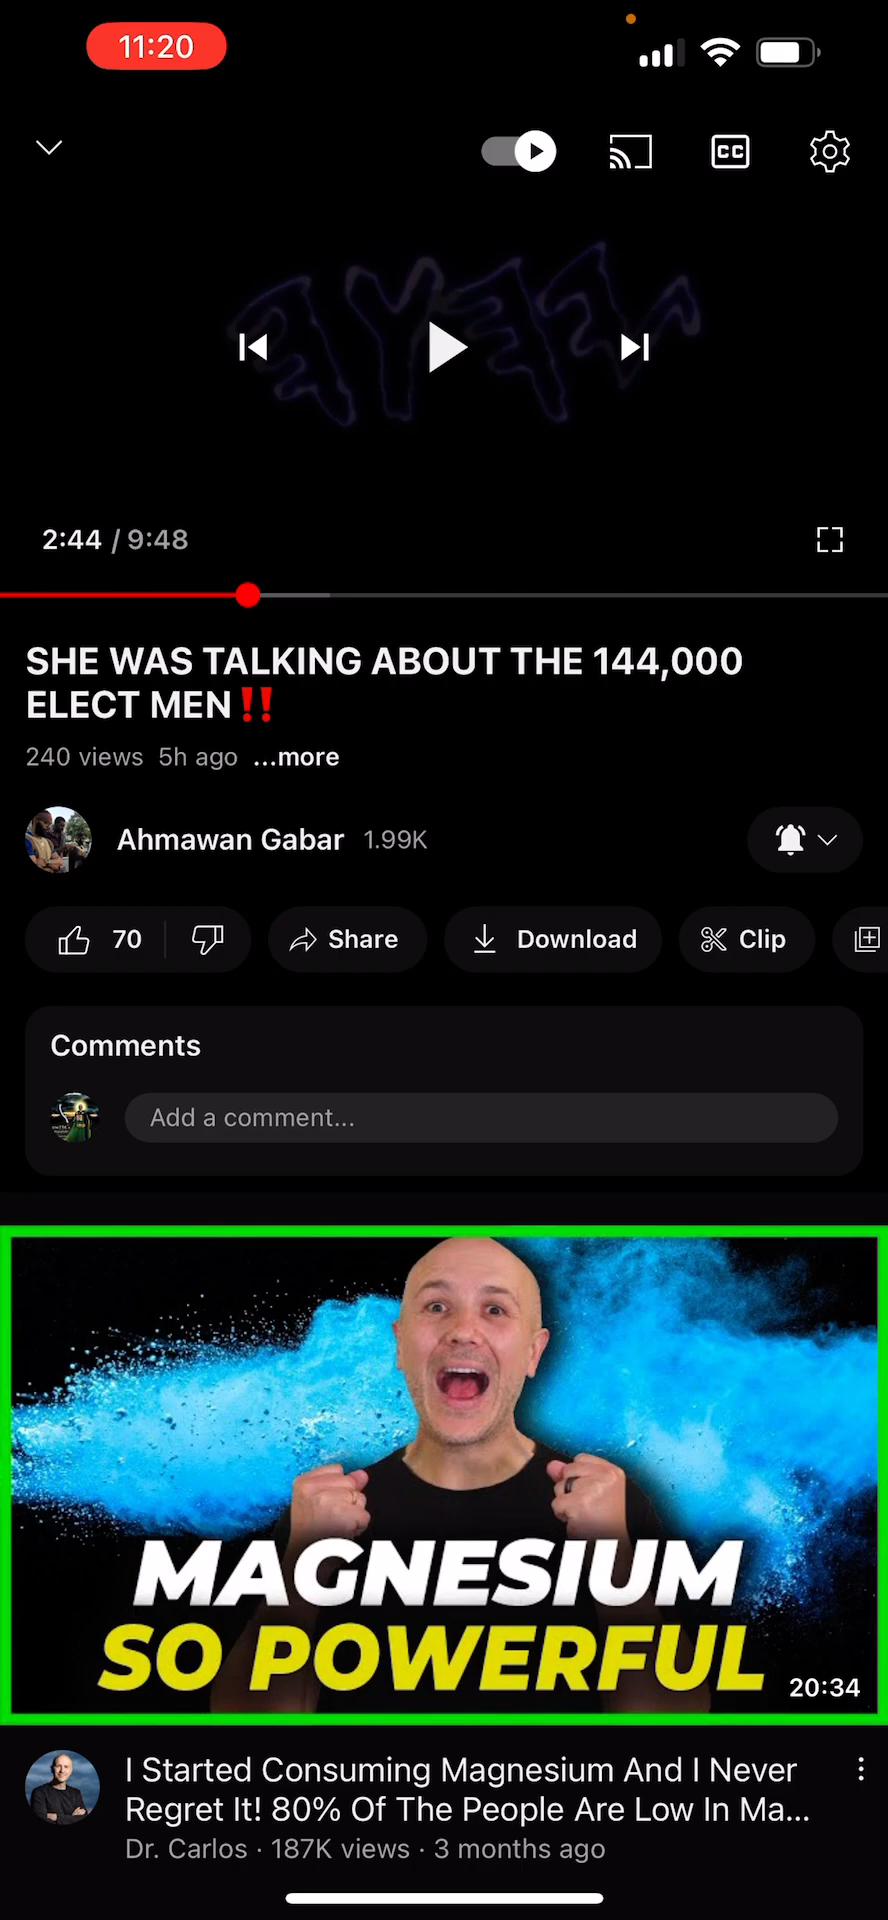 11:20
CC
2:44 / 9:48
SHE WAS TALKING ABOUT THE 144,000
ELECT MEN‼️
240 views 5h ago ...more
Ahmawan Gabar 1.99K
70
Share
Download
Clip
Comments
Add a comment...
MAGNESIUM
SO POWERFUL
20:34
I Started Consuming Magnesium And I Never
Regret It! 80% Of The People Are Low In Ma...
Dr. Carlos · 187K views · 3 months ago